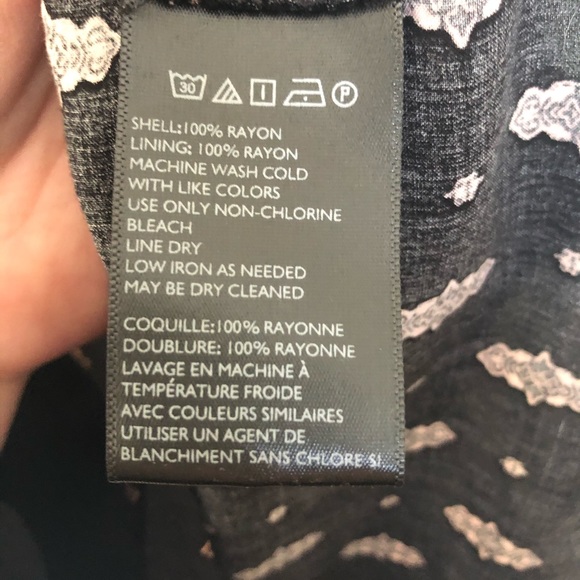 30 P
SHELL:100% RAYON
LINING: 100% RAYON
MACHINE WASH COLD
WITH LIKE COLORS
USE ONLY NON-CHLORINE
BLEACH
LINE DRY
LOW IRON AS NEEDED
MAY BE DRY CLEANED
COQUILLE:100% RAYONNE
DOUBLURE: 100% RAYONNE
LAVAGE EN MACHINE À
TEMPÉRATURE FROIDE
AVEC COULEURS SIMILAIRES
UTILISER UN AGENT DE
BLANCHIMENT SANS CHLORE SI